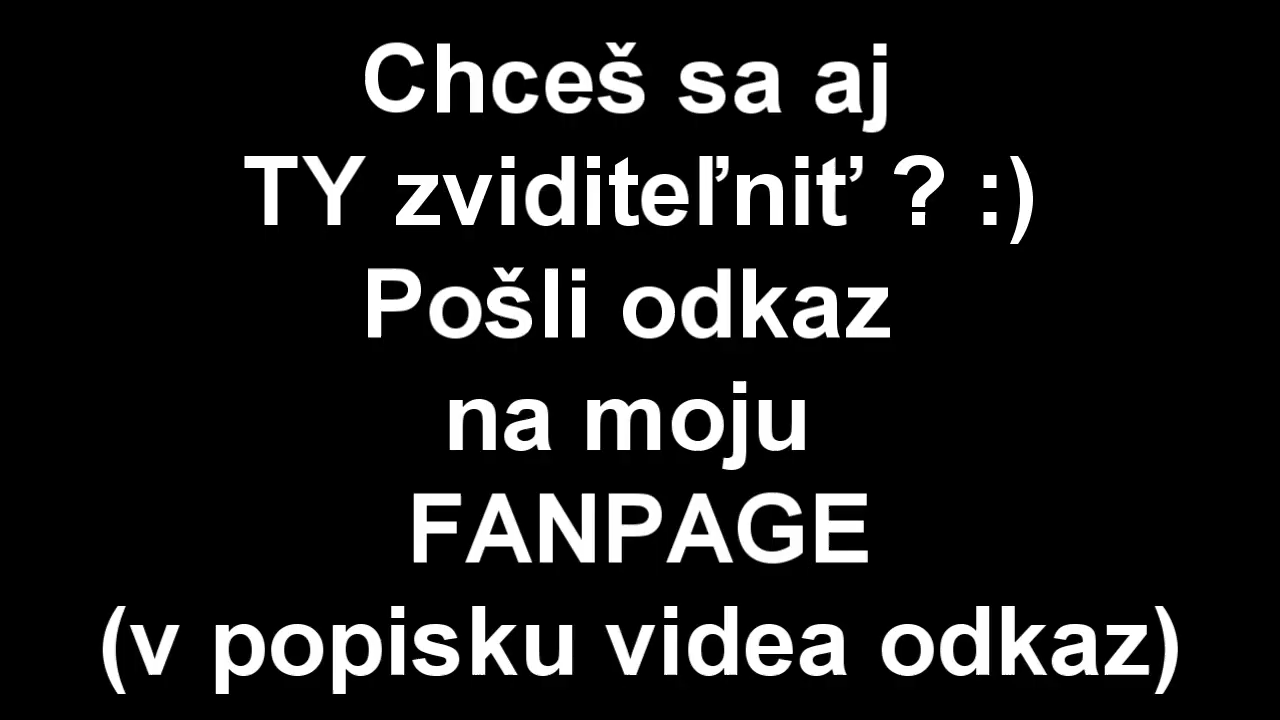 Chceš sa aj
TY zviditeľniť ? :)
Pošli odkaz
na moju
FANPAGE
(v popisku videa odkaz)